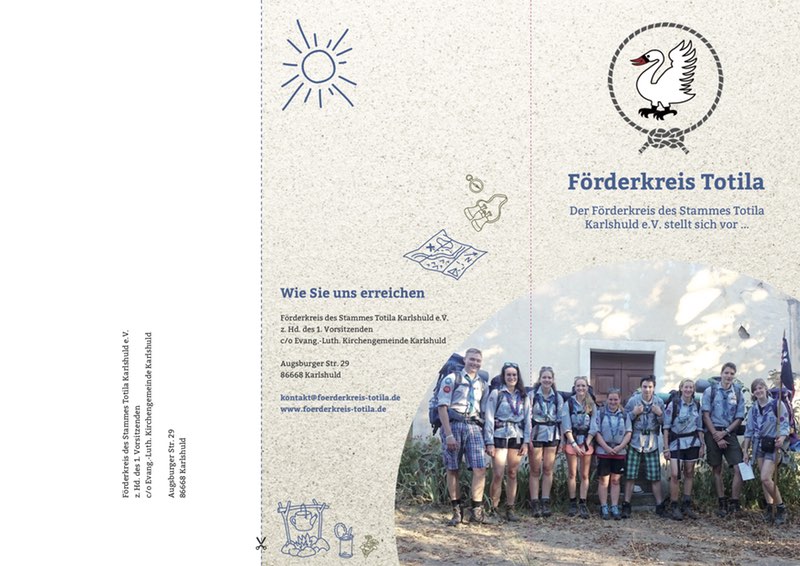 Förderkreis des Stammes Totila Karlshuld e.V.
z. Hd. des 1. Vorsitzenden
c/o Evang.-Luth. Kirchengemeinde Karlshuld
Augsburger Str. 29
86668 Karlshuld
Wie Sie uns erreichen
Förderkreis des Stammes Totila Karlshuld e.V.
z. Hd. des 1. Vorsitzenden
c/o Evang.-Luth. Kirchengemeinde Karlshuld
Augsburger Str. 29
86668 Karlshuld
kontakt@foerderkreis-totila.de
www.foerderkreis-totila.de
Förderkreis Totila
Der Förderkreis des Stammes Totila
Karlshuld e.V. stellt sich vor ...